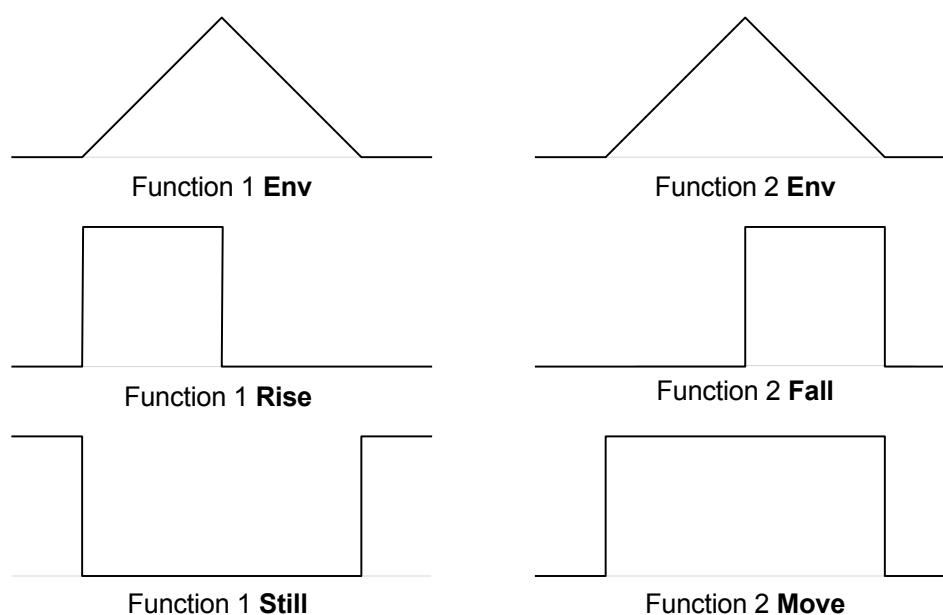 Function 1 Env
Function 2 Env
Function 1 Rise
Function 2 Fall
Function 1 Still
Function 2 Move